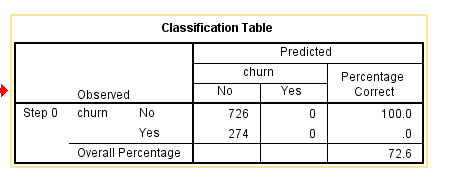 Classification Table
Predicted
churn
Percentage
Correct
Observed
No Yes
Step 0 churn No 726 0 100.0
Yes 274 0 .0
Overall Percentage 72.6